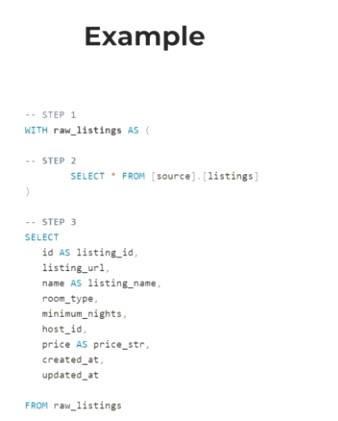 Example
-- STEP 1
WITH raw_listings AS (
-- STEP 2
SELECT * FROM [source].[listings]
)
-- STEP 3
SELECT
id AS listing_id,
listing_url,
name AS listing_name,
room_type,
minimum_nights,
host_id,
price AS price_str,
created_at,
updated_at
FROM raw_listings